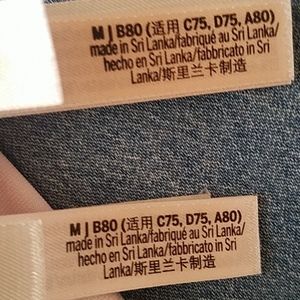 M J B80 (适用 C75, D75, A80)
made in Sri Lanka/fabriqué au Sri Lanka/
hecho en Sri Lanka/fabbricato in Sri
Lanka/斯里兰卡制造
M J B80 (适用 C75, D75, A80)
made in Sri Lanka/fabriqué au Sri Lanka/
hecho en Sri Lanka/fabbricato in Sri
Lanka/斯里兰卡制造